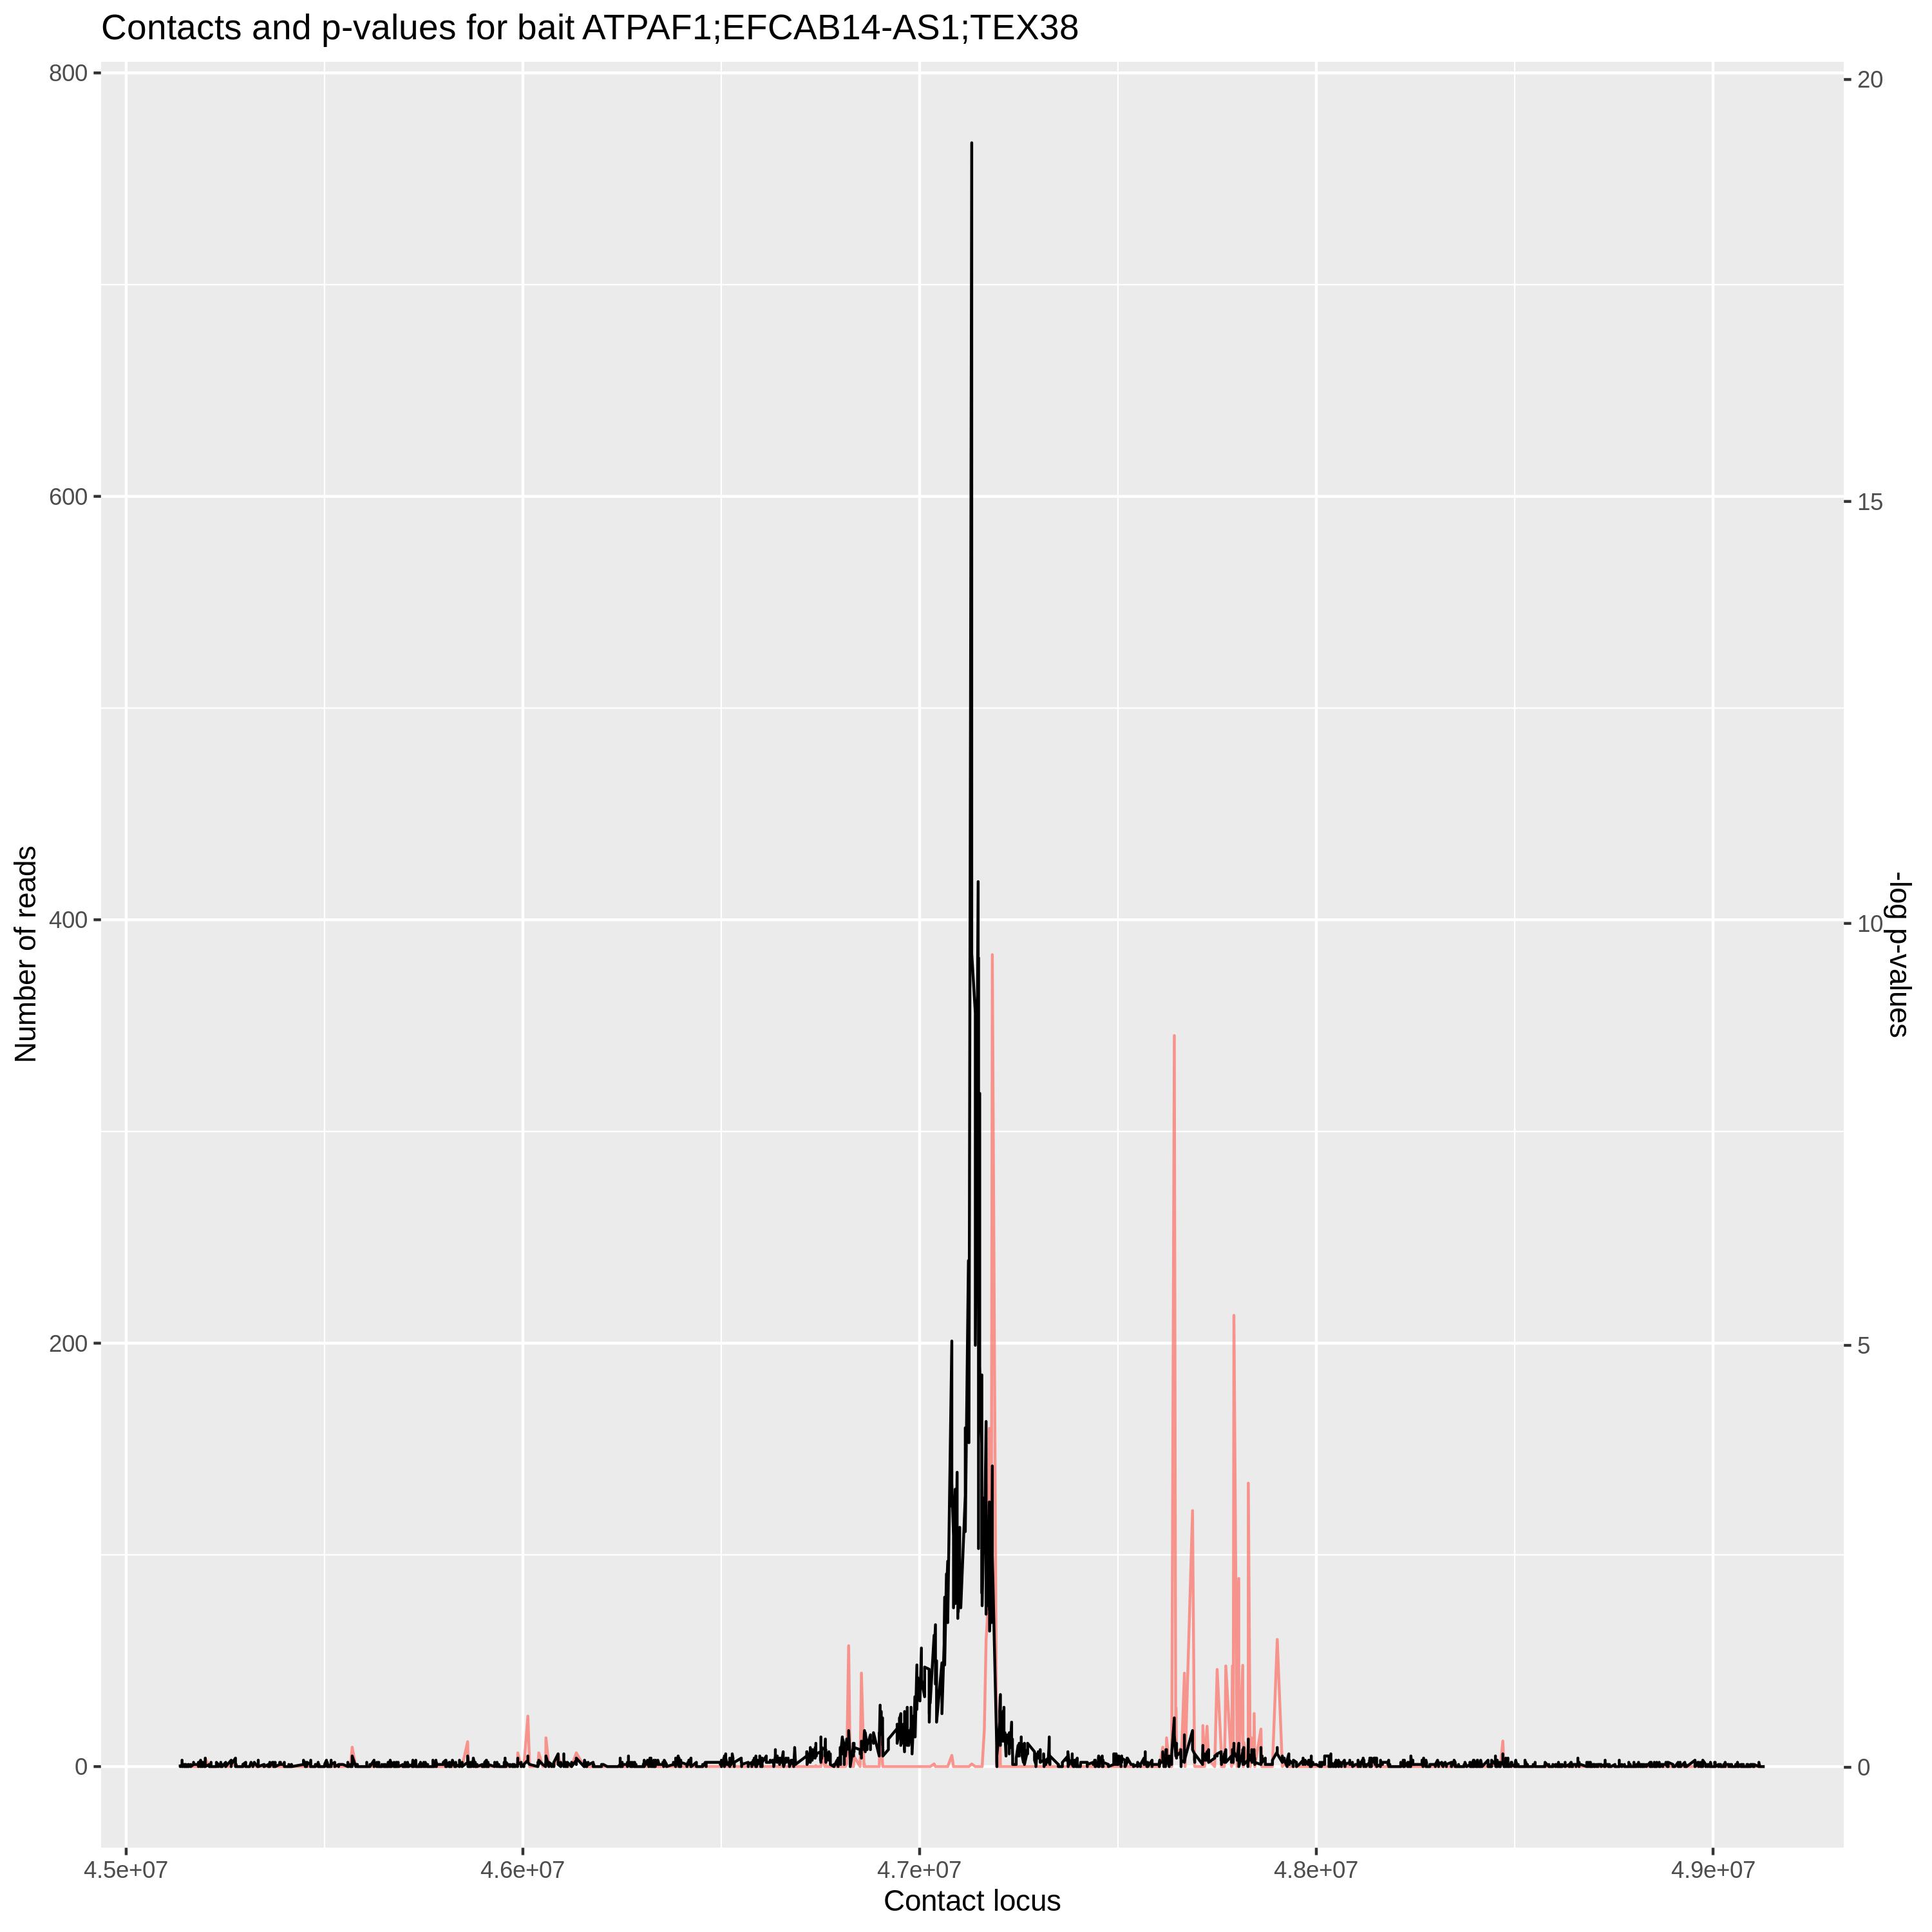 Contacts and p-values for bait ATPAF1;EFCAB14-AS1;TEX38
800
600
400
200
0
Number of reads
20
15
10
5
0
-log p-values
4.5e+07
4.6e+07
4.7e+07
4.8e+07
4.9e+07
Contact locus